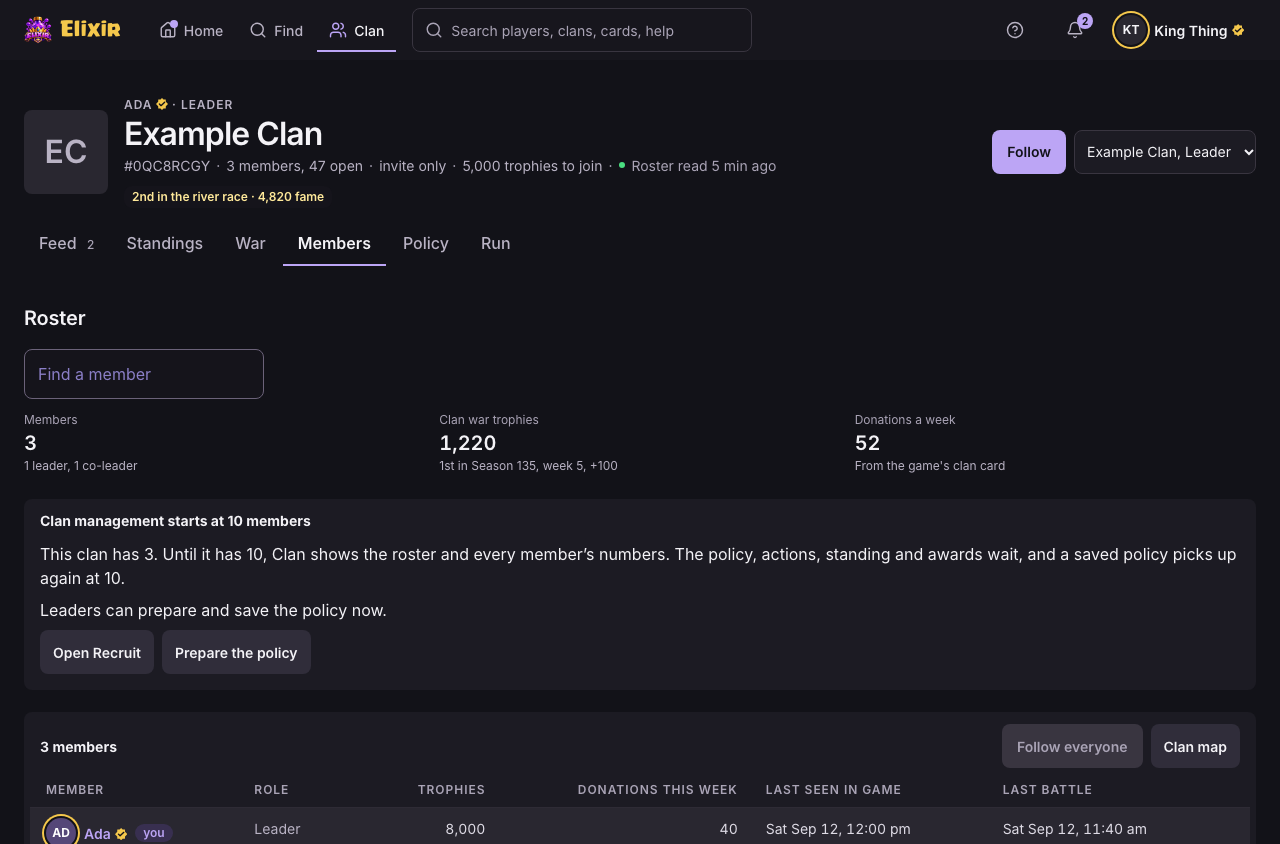 Elixir
Home
Find
Clan
Search players, clans, cards, help
2
KT
King Thing
ADA · LEADER
EC
Example Clan
#0QC8RCGY · 3 members, 47 open · invite only · 5,000 trophies to join · Roster read 5 min ago
2nd in the river race · 4,820 fame
Follow
Example Clan, Leader
Feed 2
Standings
War
Members
Policy
Run
Roster
Find a member
Members
3
1 leader, 1 co-leader
Clan war trophies
1,220
1st in Season 135, week 5, +100
Donations a week
52
From the game's clan card
Clan management starts at 10 members
This clan has 3. Until it has 10, Clan shows the roster and every member’s numbers. The policy, actions, standing and awards wait, and a saved policy picks up
again at 10.
Leaders can prepare and save the policy now.
Open Recruit
Prepare the policy
3 members
Follow everyone
Clan map
MEMBER ROLE TROPHIES DONATIONS THIS WEEK LAST SEEN IN GAME LAST BATTLE
AD Ada you Leader 8,000 40 Sat Sep 12, 12:00 pm Sat Sep 12, 11:40 am